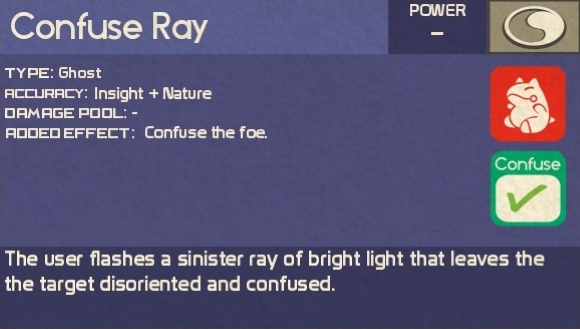 Confuse Ray
POWER
–
TYPE: Ghost
ACCURACY: Insight + Nature
DAMAGE POOL: -
ADDED EFFECT: Confuse the foe.
Confuse
The user flashes a sinister ray of bright light that leaves the
the target disoriented and confused.